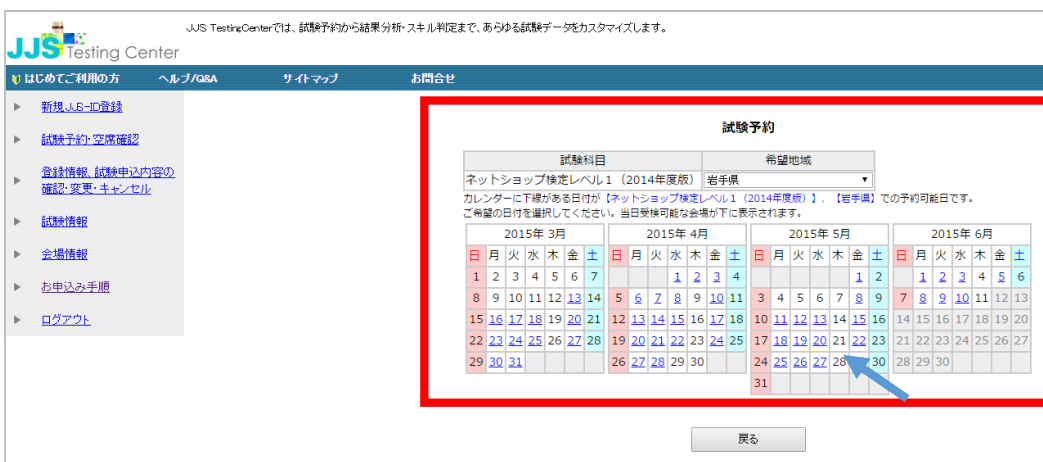 JJS TestingCenterでは、試験予約から結果分析・スキル判定まで、あらゆる試験データをカスタマイズします。
JJS Testing Center
はじめてご利用の方 ヘルプ/Q&A サイトマップ お問合せ
新規JJS-ID登録
試験予約・空席確認
登録情報、試験申込内容の
確認・変更・キャンセル
試験情報
会場情報
お申込み手順
ログアウト
試験予約
試験科目 希望地域
ネットショップ検定レベル1（2014年度版） 岩手県
カレンダーに下線がある日付が【ネットショップ検定レベル1（2014年度版）】、【岩手県】での予約可能日です。
ご希望の日付を選択してください。当日受検可能な会場が下に表示されます。
2015年 3月
日 月 火 水 木 金 土
1 2 3 4 5 6 7
8 9 10 11 12 13 14
15 16 17 18 19 20 21
22 23 24 25 26 27 28
29 30 31
2015年 4月
日 月 火 水 木 金 土
1 2 3 4
5 6 7 8 9 10 11
12 13 14 15 16 17 18
19 20 21 22 23 24 25
26 27 28 29 30
2015年 5月
日 月 火 水 木 金 土
1 2
3 4 5 6 7 8 9
10 11 12 13 14 15 16
17 18 19 20 21 22 23
24 25 26 27 28 30
31
2015年 6月
日 月 火 水 木 金 土
1 2 3 4 5 6
7 8 9 10 11 12 13
14 15 16 17 18 19 20
21 22 23 24 25 26 27
28 29 30
戻る